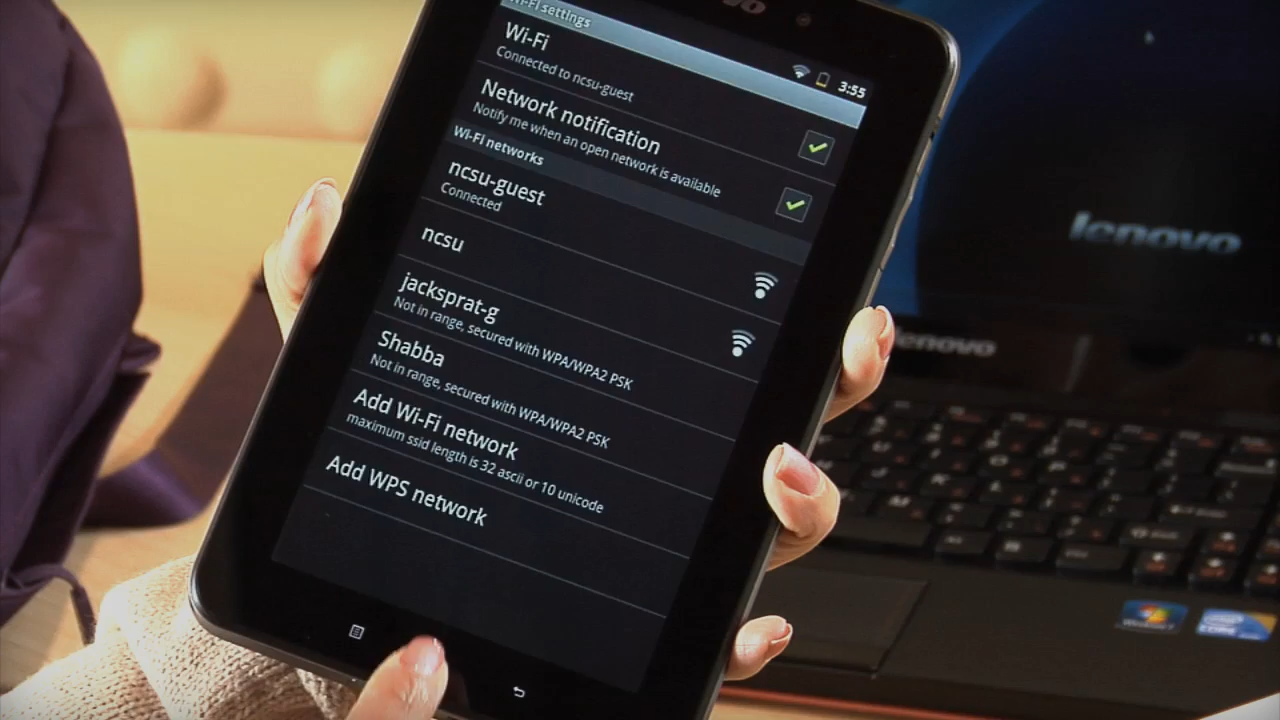 Wi-Fi settings
3:55
Wi-Fi
Connected to ncsu-guest
Network notification
Notify me when an open network is available
Wi-Fi networks
ncsu-guest
Connected
ncsu
jacksprat-g
Not in range, secured with WPA/WPA2 PSK
Shabba
Not in range, secured with WPA/WPA2 PSK
Add Wi-Fi network
maximum ssid length is 32 ascii or 10 unicode
Add WPS network
lenovo
lenovo